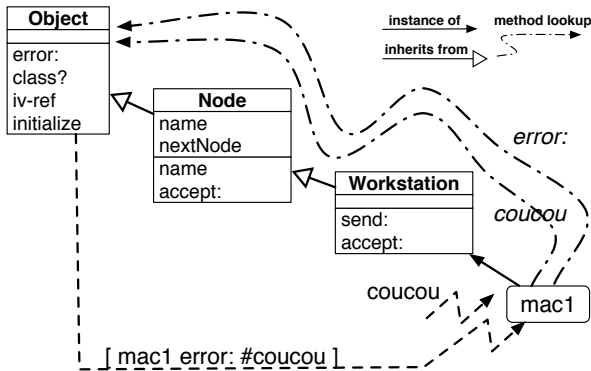 Object
error:
class?
iv-ref
initialize
instance of
method lookup
inherits from
Node
name
nextNode
name
accept:
error:
Workstation
send:
accept:
coucou
coucou
mac1
[ mac1 error: #coucou ]